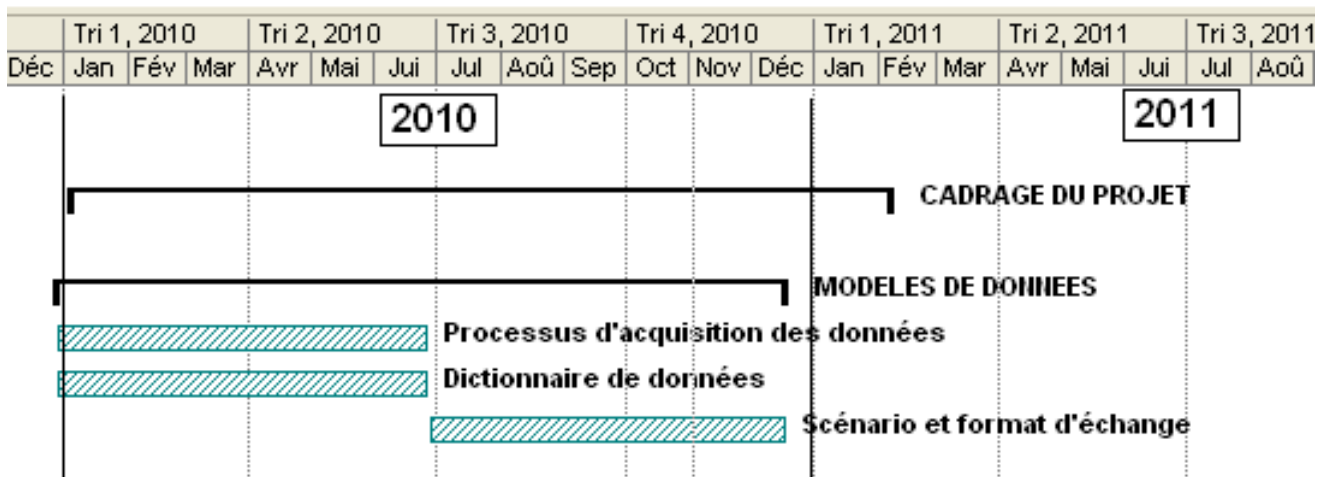 Tri 1, 2010 Tri 2, 2010 Tri 3, 2010 Tri 4, 2010 Tri 1, 2011 Tri 2, 2011 Tri 3, 2011
Déc Jan Fév Mar Avr Mai Jui Jul Aoû Sep Oct Nov Déc Jan Fév Mar Avr Mai Jui Jul Aoû
2010 2011
CADRAGE DU PROJET
MODELES DE DONNEES
Processus d'acquisition des données
Dictionnaire de données
Scénario et format d'échange